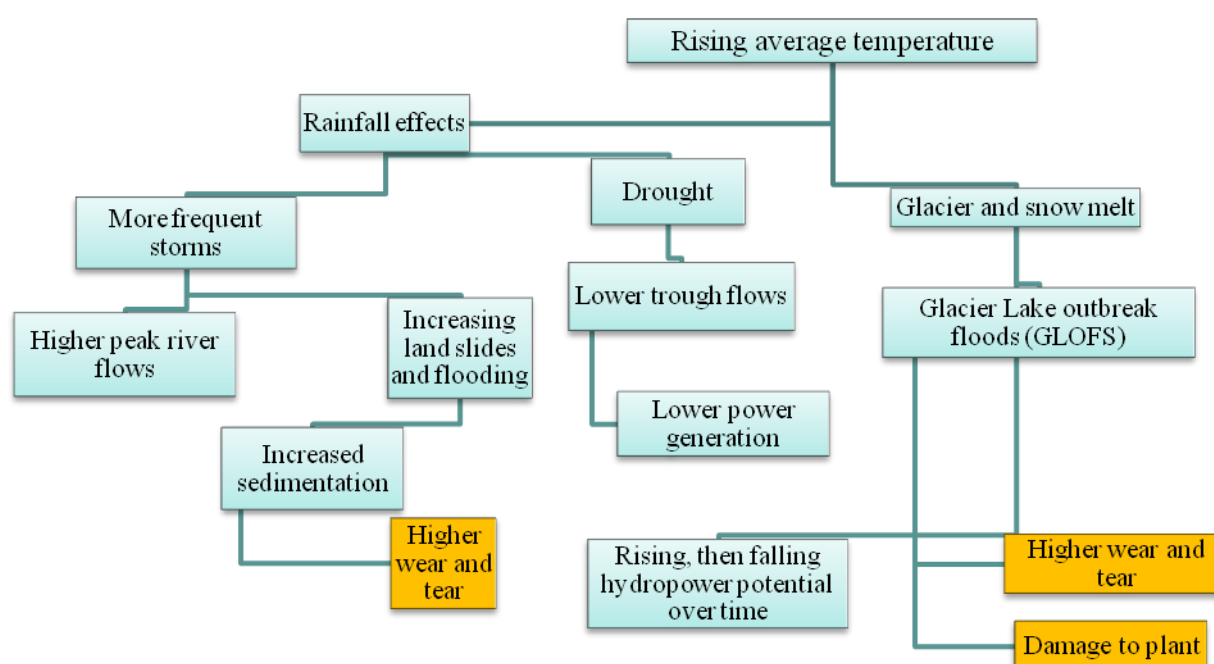 Rising average temperature
Rainfall effects
Drought
Glacier and snow melt
More frequent
storms
Lower trough flows
Glacier Lake outbreak
floods (GLOFS)
Higher peak river
flows
Increasing
land slides
and flooding
Lower power
generation
Increased
sedimentation
Higher
wear and
tear
Rising, then falling
hydropower potential
over time
Higher wear and
tear
Damage to plant